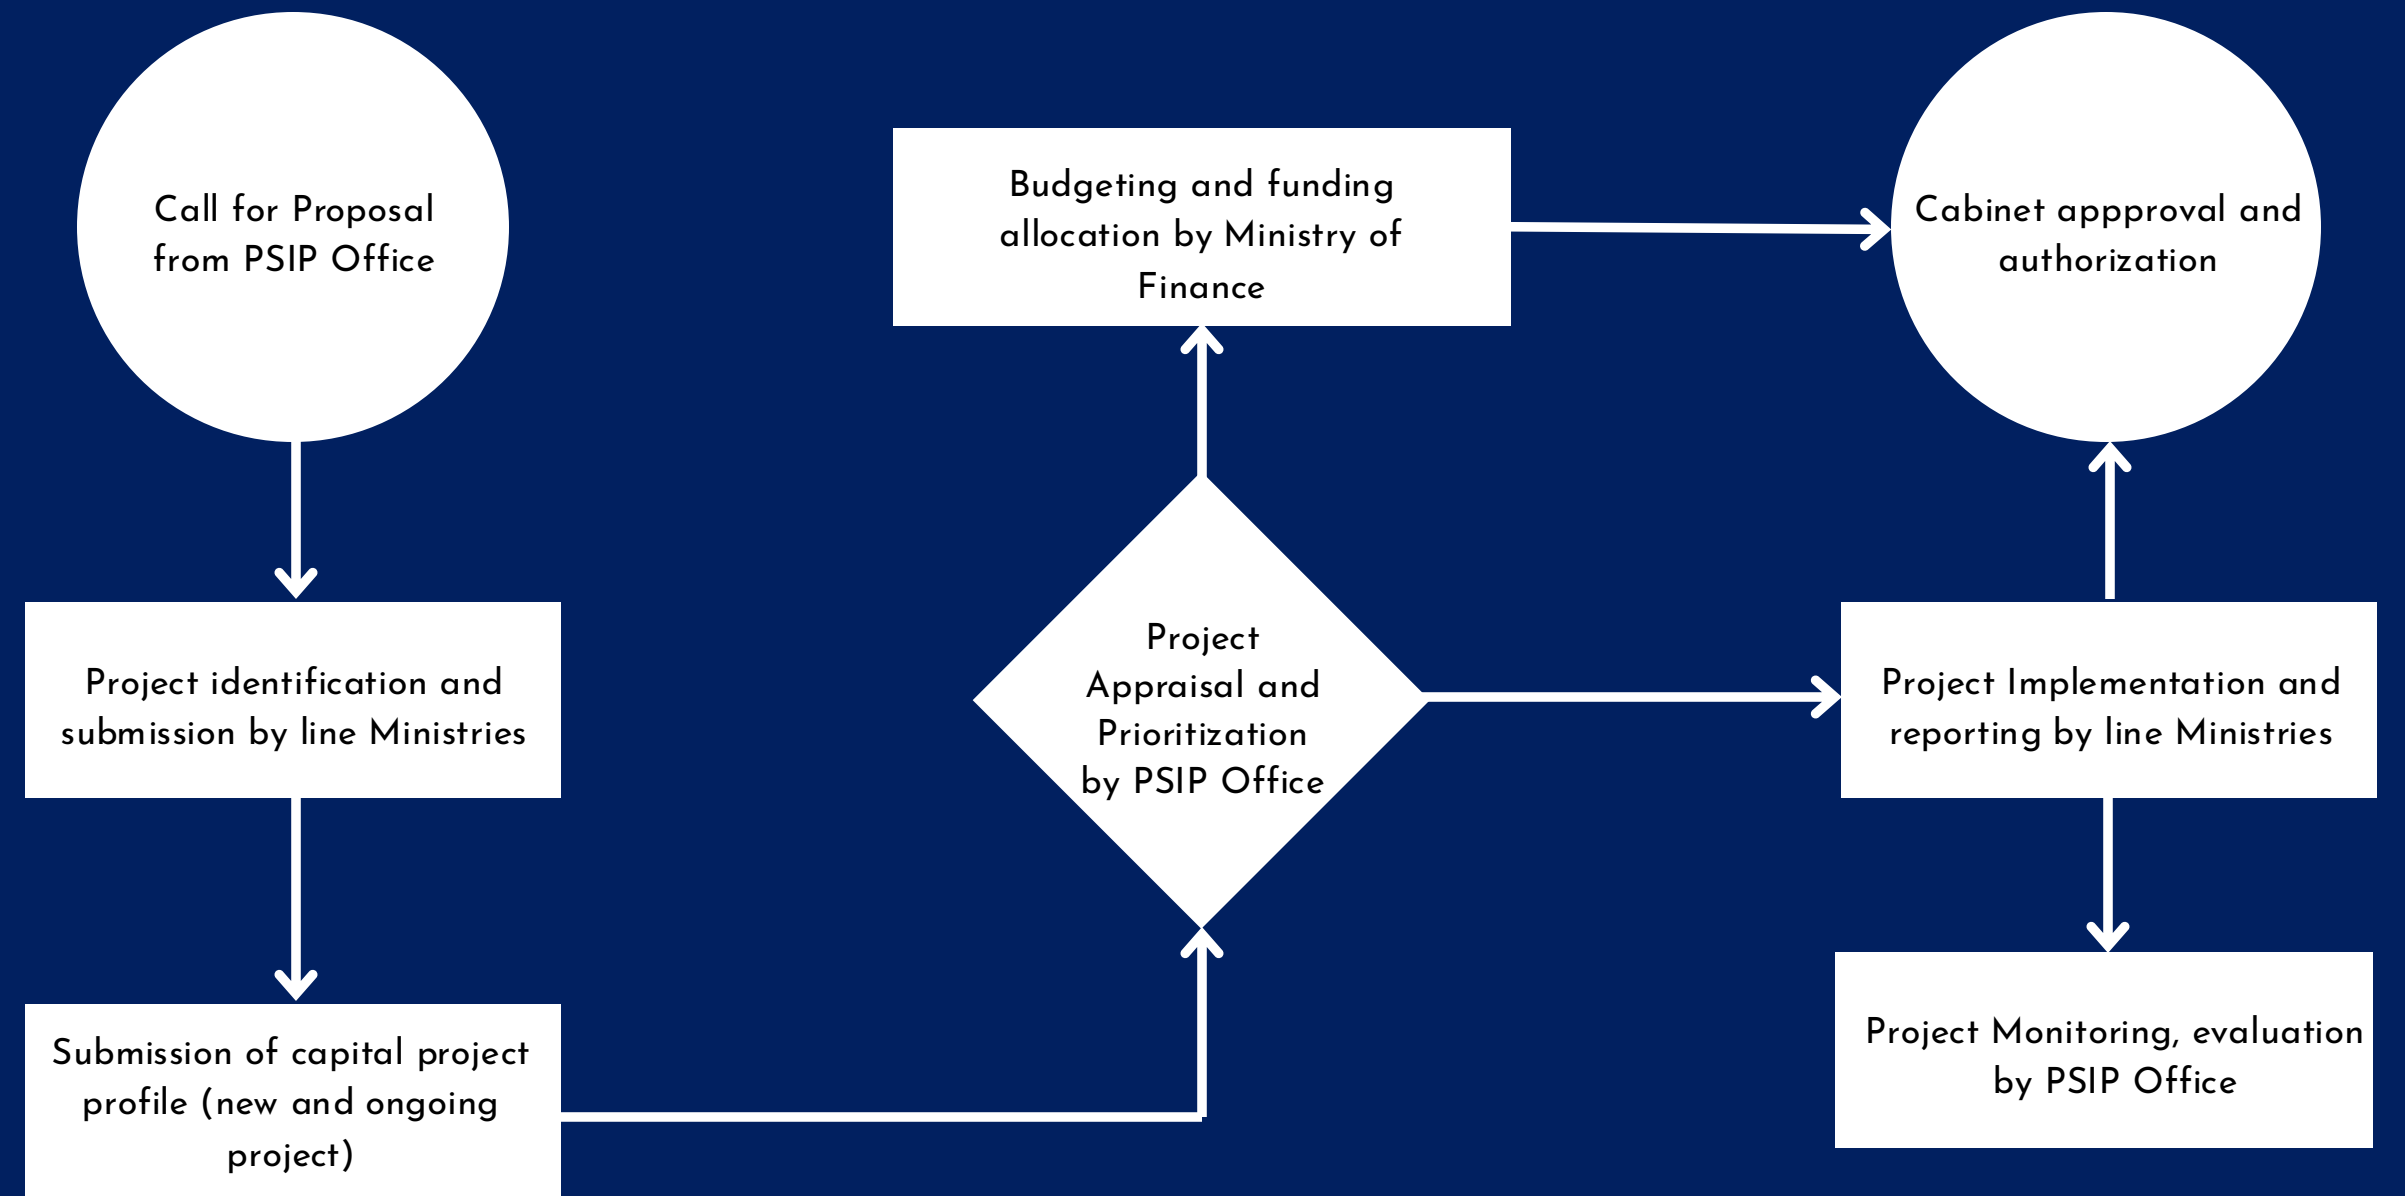 Call for Proposal
from PSIP Office
Project identification and
submission by line Ministries
Submission of capital project
profile (new and ongoing
project)
Budgeting and funding
allocation by Ministry of
Finance
Project
Appraisal and
Prioritization
by PSIP Office
Cabinet appproval and
authorization
Project Implementation and
reporting by line Ministries
Project Monitoring, evaluation
by PSIP Office